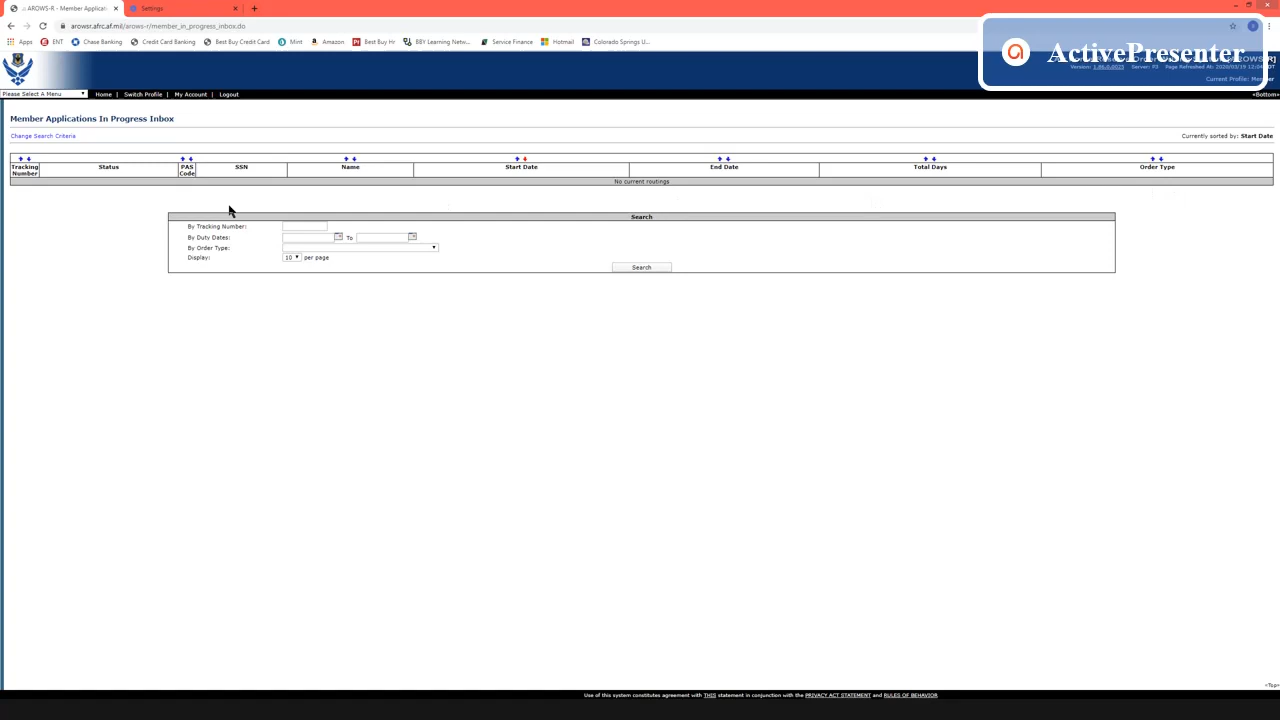 AROWS-R - Member Applicati
Settings
arowsr.afrc.af.mil/arows-r/member_in_progress_inbox.do
Apps ENT Chase Banking Credit Card Banking Best Buy Credit Card Mint Amazon Best Buy Hr BBY Learning Netw... Service Finance Hotmail Colorado Springs U...
ActivePresenter
Current Profile: Member
Please Select A Menu Home | Switch Profile | My Account | Logout «Bottom»
Member Applications In Progress Inbox
Change Search Criteria Currently sorted by: Start Date
Tracking Number Status PAS Code SSN Name Start Date End Date Total Days Order Type
No current routings
Search
By Tracking Number:
By Duty Dates: To
By Order Type:
Display: 10 per page
Search
«Top»
Use of this system constitutes agreement with THIS statement in conjunction with the PRIVACY ACT STATEMENT and RULES OF BEHAVIOR